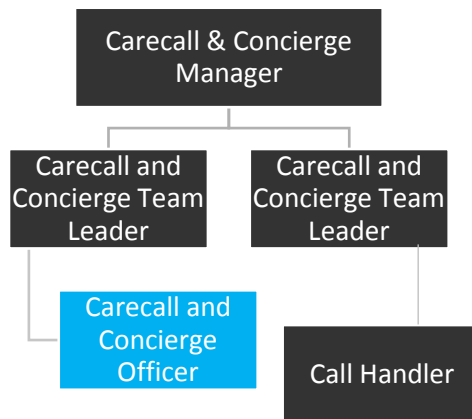 Carecall & Concierge
Manager
Carecall and
Concierge Team
Leader
Carecall and
Concierge Team
Leader
Carecall and
Concierge
Officer
Call Handler